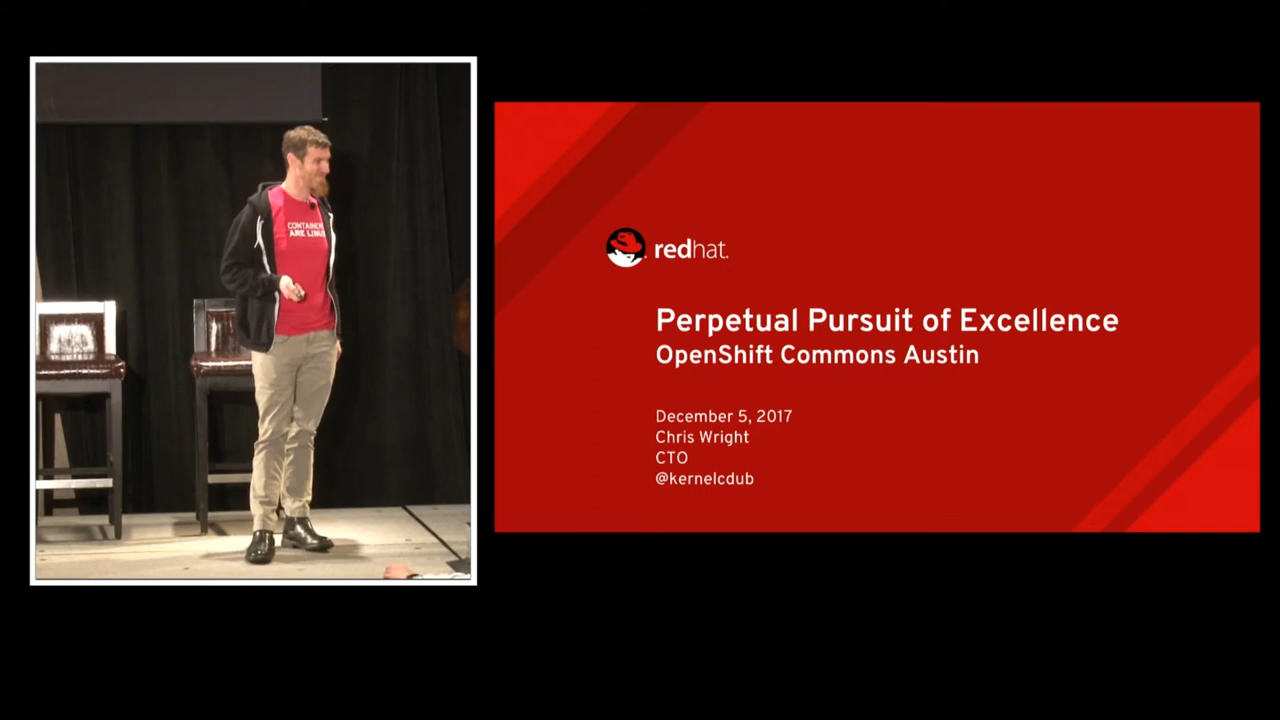 CONTAINERS
ARE LINUX
redhat.
Perpetual Pursuit of Excellence
OpenShift Commons Austin
December 5, 2017
Chris Wright
CTO
@kernelcdub